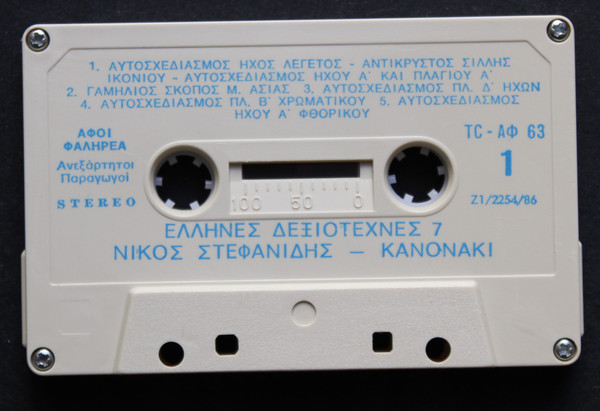 1. ΑΥΤΟΣΧΕΔΙΑΣΜΟΣ ΗΧΟΣ ΛΕΓΕΤΟΣ - ΑΝΤΙΚΡΥΣΤΟΣ ΣΙΛΛΗΣ
ΙΚΟΝΙΟΥ - ΑΥΤΟΣΧΕΔΙΑΣΜΟΣ ΗΧΟΥ Α' ΚΑΙ ΠΛΑΓΙΟΥ Α'
2. ΓΑΜΗΛΙΟΣ ΣΚΟΠΟΣ Μ. ΑΣΙΑΣ 3. ΑΥΤΟΣΧΕΔΙΑΣΜΟΣ ΠΛ. Δ' ΗΧΩΝ
4. ΑΥΤΟΣΧΕΔΙΑΣΜΟΣ ΠΛ. Β' ΧΡΩΜΑΤΙΚΟΥ 5. ΑΥΤΟΣΧΕΔΙΑΣΜΟΣ
ΗΧΟΥ Α' ΦΘΟΡΙΚΟΥ
ΑΦΟΙ
ΦΑΛΗΡΕΑ
Ανεξάρτητοι
Παραγωγοί
STEREO
TC - ΑΦ 63
1
Z1/2254/86
100 50 0
ΕΛΛΗΝΕΣ ΔΕΞΙΟΤΕΧΝΕΣ 7
ΝΙΚΟΣ ΣΤΕΦΑΝΙΔΗΣ — ΚΑΝΟΝΑΚΙ